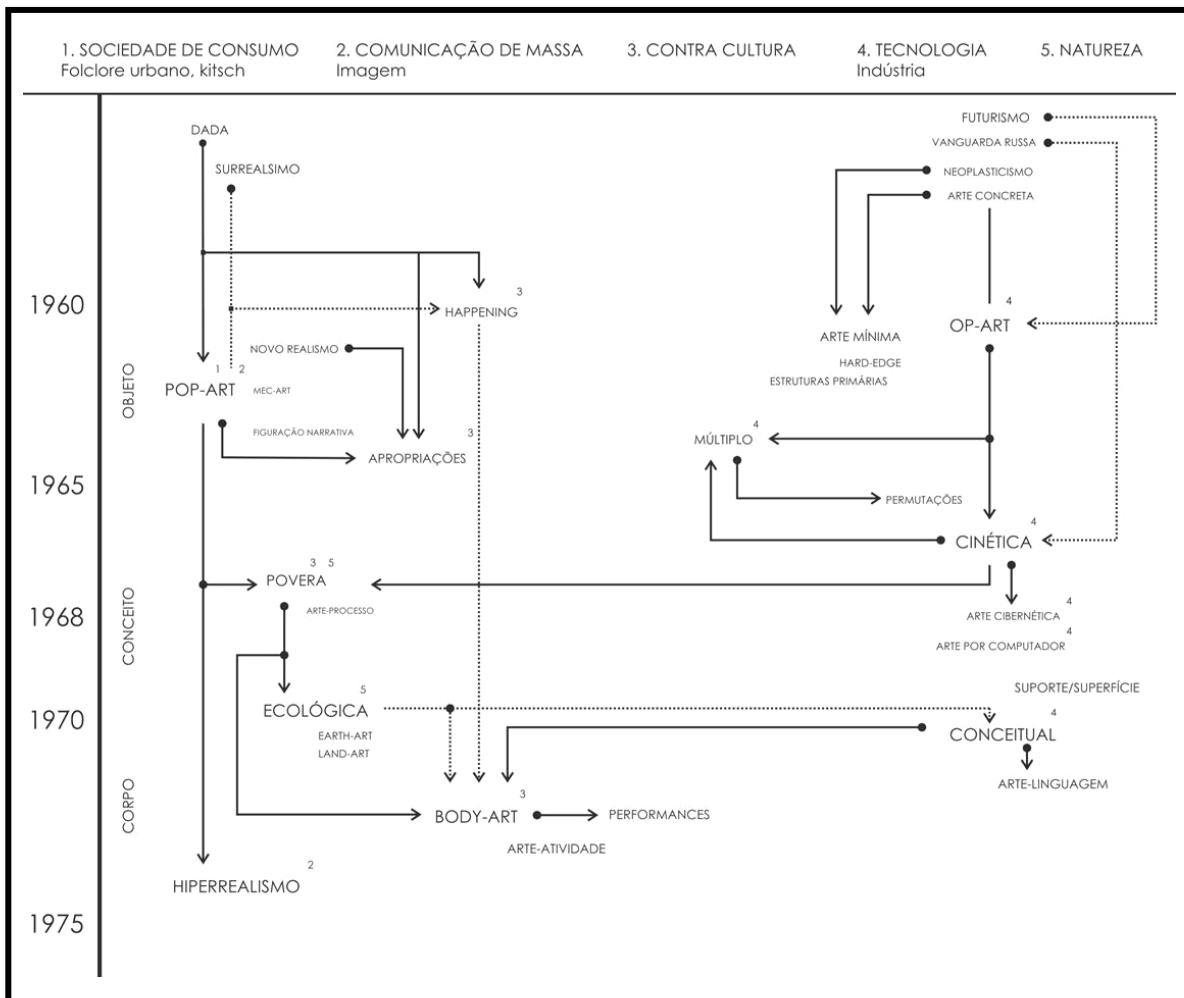 1. SOCIEDADE DE CONSUMO
Folclore urbano, kitsch
2. COMUNICAÇÃO DE MASSA
Imagem
3. CONTRA CULTURA
4. TECNOLOGIA
Indústria
5. NATUREZA
DADA
SURREALSIMO
FUTURISMO
VANGUARDA RUSSA
NEOPLASTICISMO
ARTE CONCRETA
1960
HAPPENING 3
OP-ART 4
ARTE MÍNIMA
HARD-EDGE
ESTRUTURAS PRIMÁRIAS
NOVO REALISMO
OBJETO
POP-ART 1 2
MEC-ART
FIGURAÇÃO NARRATIVA
APROPRIAÇÕES 3
MÚLTIPLO 4
1965
PERMUTAÇÕES
CINÉTICA 4
POVERA 3 5
ARTE-PROCESSO
1968
CONCEITO
ARTE CIBERNÉTICA 4
ARTE POR COMPUTADOR 4
SUPORTE/SUPERFÍCIE
1970
ECOLÓGICA 5
EARTH-ART
LAND-ART
CONCEITUAL 4
ARTE-LINGUAGEM
CORPO
BODY-ART 3
PERFORMANCES
ARTE-ATIVIDADE
HIPERREALISMO 2
1975